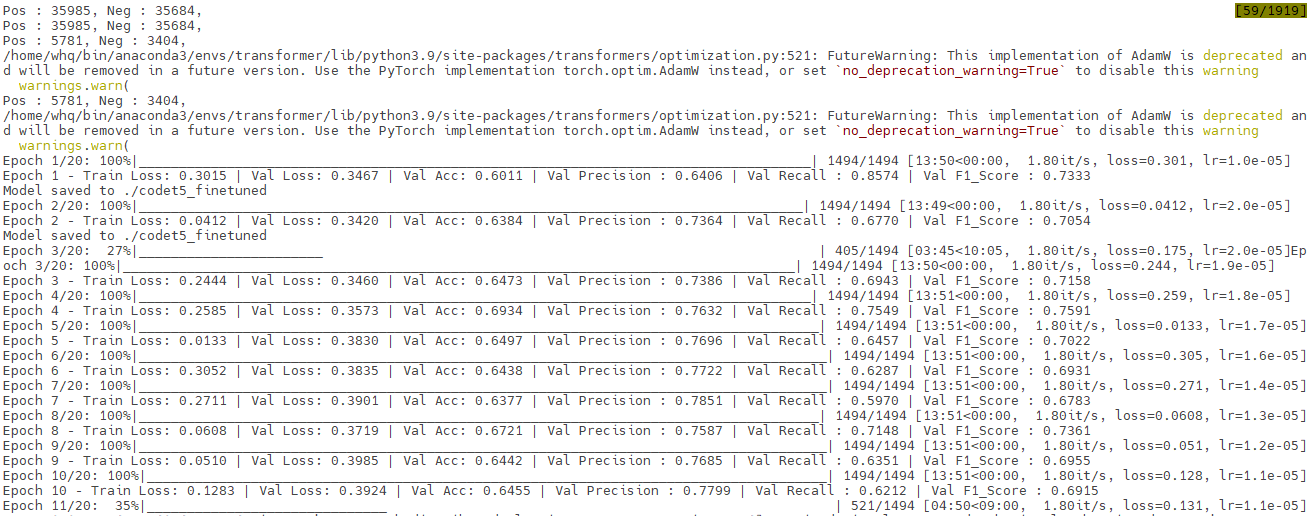 Pos : 35985, Neg : 35684,
[59/1919]
Pos : 35985, Neg : 35684,
Pos : 5781, Neg : 3404,
/home/whq/bin/anaconda3/envs/transformer/lib/python3.9/site-packages/transformers/optimization.py:521: FutureWarning: This implementation of AdamW is deprecated an
d will be removed in a future version. Use the PyTorch implementation torch.optim.AdamW instead, or set `no_deprecation_warning=True` to disable this warning
  warnings.warn(
Pos : 5781, Neg : 3404,
/home/whq/bin/anaconda3/envs/transformer/lib/python3.9/site-packages/transformers/optimization.py:521: FutureWarning: This implementation of AdamW is deprecated an
d will be removed in a future version. Use the PyTorch implementation torch.optim.AdamW instead, or set `no_deprecation_warning=True` to disable this warning
  warnings.warn(
Epoch 1/20: 100%|| 1494/1494 [13:50<00:00,  1.80it/s, loss=0.301, lr=1.0e-05]
Epoch 1 - Train Loss: 0.3015 | Val Loss: 0.3467 | Val Acc: 0.6011 | Val Precision : 0.6406 | Val Recall : 0.8574 | Val F1_Score : 0.7333
Model saved to ./codet5_finetuned
Epoch 2/20: 100%|| 1494/1494 [13:49<00:00,  1.80it/s, loss=0.0412, lr=2.0e-05]
Epoch 2 - Train Loss: 0.0412 | Val Loss: 0.3420 | Val Acc: 0.6384 | Val Precision : 0.7364 | Val Recall : 0.6770 | Val F1_Score : 0.7054
Model saved to ./codet5_finetuned
Epoch 3/20:  27%|| 405/1494 [03:45<10:05,  1.80it/s, loss=0.175, lr=2.0e-05]Ep
och 3/20: 100%|| 1494/1494 [13:50<00:00,  1.80it/s, loss=0.244, lr=1.9e-05]
Epoch 3 - Train Loss: 0.2444 | Val Loss: 0.3460 | Val Acc: 0.6473 | Val Precision : 0.7386 | Val Recall : 0.6943 | Val F1_Score : 0.7158
Epoch 4/20: 100%|| 1494/1494 [13:51<00:00,  1.80it/s, loss=0.259, lr=1.8e-05]
Epoch 4 - Train Loss: 0.2585 | Val Loss: 0.3573 | Val Acc: 0.6934 | Val Precision : 0.7632 | Val Recall : 0.7549 | Val F1_Score : 0.7591
Epoch 5/20: 100%|| 1494/1494 [13:51<00:00,  1.80it/s, loss=0.0133, lr=1.7e-05]
Epoch 5 - Train Loss: 0.0133 | Val Loss: 0.3830 | Val Acc: 0.6497 | Val Precision : 0.7696 | Val Recall : 0.6457 | Val F1_Score : 0.7022
Epoch 6/20: 100%|| 1494/1494 [13:51<00:00,  1.80it/s, loss=0.305, lr=1.6e-05]
Epoch 6 - Train Loss: 0.3052 | Val Loss: 0.3835 | Val Acc: 0.6438 | Val Precision : 0.7722 | Val Recall : 0.6287 | Val F1_Score : 0.6931
Epoch 7/20: 100%|| 1494/1494 [13:51<00:00,  1.80it/s, loss=0.271, lr=1.4e-05]
Epoch 7 - Train Loss: 0.2711 | Val Loss: 0.3901 | Val Acc: 0.6377 | Val Precision : 0.7851 | Val Recall : 0.5970 | Val F1_Score : 0.6783
Epoch 8/20: 100%|| 1494/1494 [13:51<00:00,  1.80it/s, loss=0.0608, lr=1.3e-05]
Epoch 8 - Train Loss: 0.0608 | Val Loss: 0.3719 | Val Acc: 0.6721 | Val Precision : 0.7587 | Val Recall : 0.7148 | Val F1_Score : 0.7361
Epoch 9/20: 100%|| 1494/1494 [13:51<00:00,  1.80it/s, loss=0.051, lr=1.2e-05]
Epoch 9 - Train Loss: 0.0510 | Val Loss: 0.3985 | Val Acc: 0.6442 | Val Precision : 0.7685 | Val Recall : 0.6351 | Val F1_Score : 0.6955
Epoch 10/20: 100%|| 1494/1494 [13:51<00:00,  1.80it/s, loss=0.128, lr=1.1e-05]
Epoch 10 - Train Loss: 0.1283 | Val Loss: 0.3924 | Val Acc: 0.6455 | Val Precision : 0.7799 | Val Recall : 0.6212 | Val F1_Score : 0.6915
Epoch 11/20:  35%|| 521/1494 [04:50<09:00,  1.80it/s, loss=0.131, lr=1.1e-05]